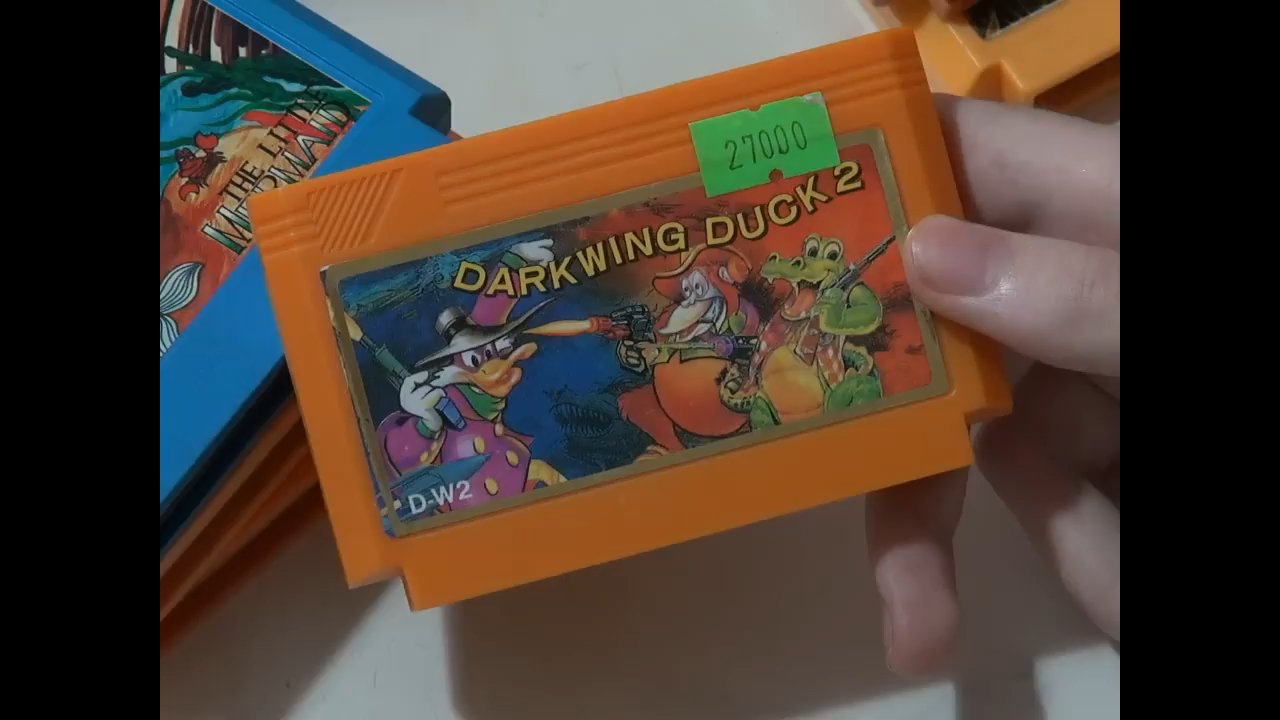 THE LITTLE
MERMAID
27000
DARKWING DUCK 2
D-W2